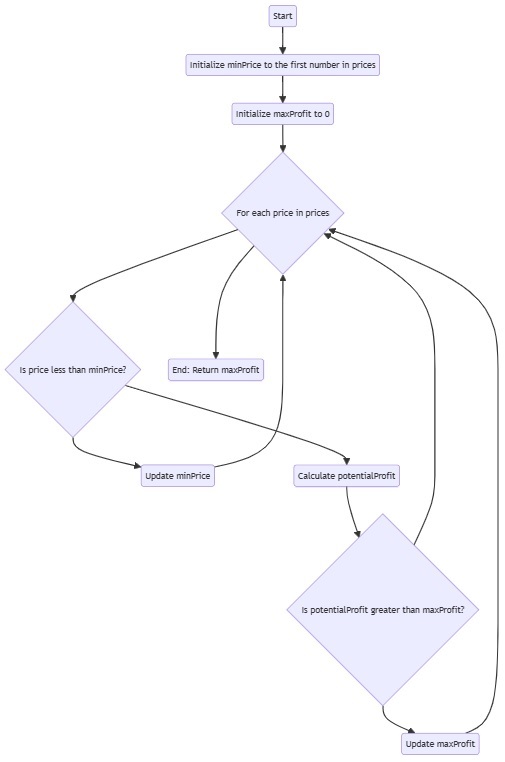 Start
Initialize minPrice to the first number in prices
Initialize maxProfit to 0
For each price in prices
Is price less than minPrice?
End: Return maxProfit
Update minPrice
Calculate potentialProfit
Is potentialProfit greater than maxProfit?
Update maxProfit